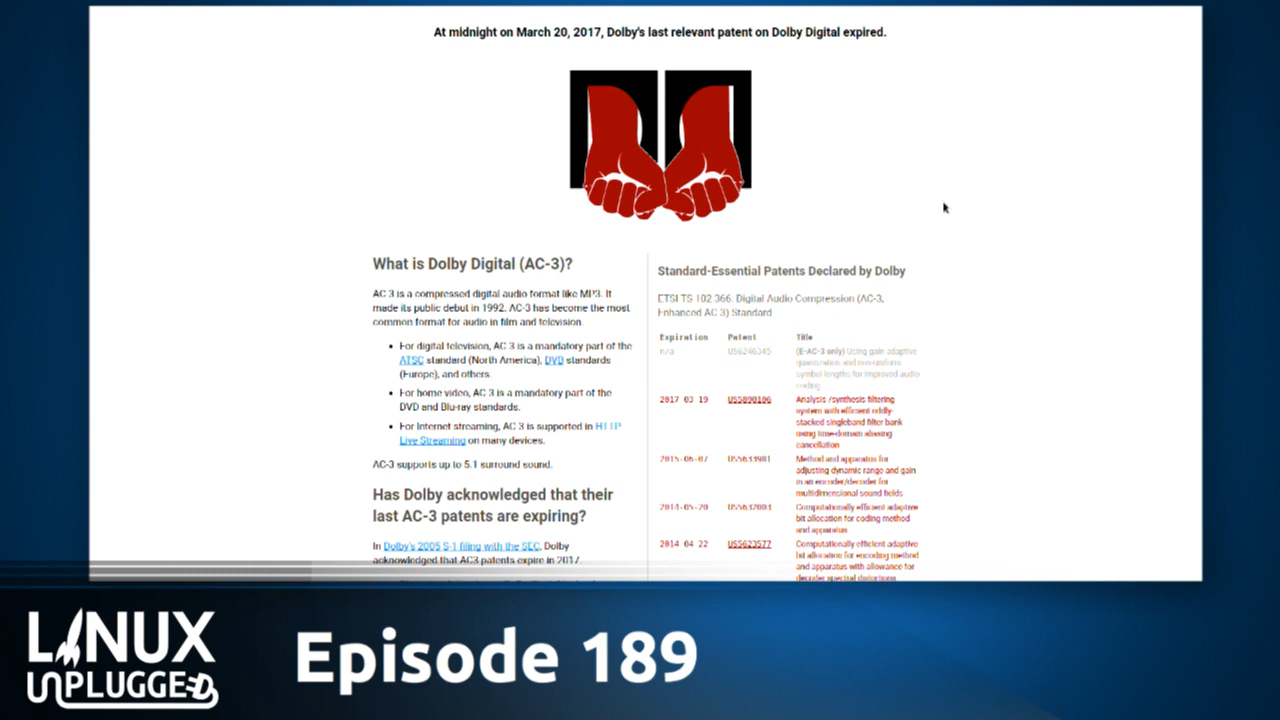 At midnight on March 20, 2017, Dolby's last relevant patent on Dolby Digital expired.
What is Dolby Digital (AC-3)?
AC-3 is a compressed digital audio format like MP3. It
made its public debut in 1992. AC-3 has become the most
common format for audio in film and television.
• For digital television, AC-3 is a mandatory part of the
ATSC standard (North America), DVB standards
(Europe), and others.
• For home video, AC-3 is a mandatory part of the
DVD and Blu-ray standards.
• For Internet streaming, AC-3 is supported in HTTP
Live Streaming on many devices.
AC-3 supports up to 5.1 surround sound.
Has Dolby acknowledged that their
last AC-3 patents are expiring?
In Dolby's 2005 S-1 filing with the SEC, Dolby
acknowledged that AC3 patents expire in 2017.
Standard-Essential Patents Declared by Dolby
ETSI TS 102 366: Digital Audio Compression (AC-3,
Enhanced AC-3) Standard
Expiration Patent Title
n/a US6246345 (E-AC-3 only) Using gain adaptive
quantization and non-uniform
symbol lengths for improved audio
coding
2017-03-19 US5890106 Analysis-/synthesis-filtering
system with efficient oddly-
stacked singleband filter bank
using time-domain aliasing
cancellation
2015-06-07 US5633981 Method and apparatus for
adjusting dynamic range and gain
in an encoder/decoder for
multidimensional sound fields
2014-05-20 US5632003 Computationally efficient adaptive
bit allocation for coding method
and apparatus
2014-04-22 US5623577 Computationally efficient adaptive
bit allocation for encoding method
and apparatus with allowance for
decoder spectral distortions
LINUX
UNPLUGGED
Episode 189